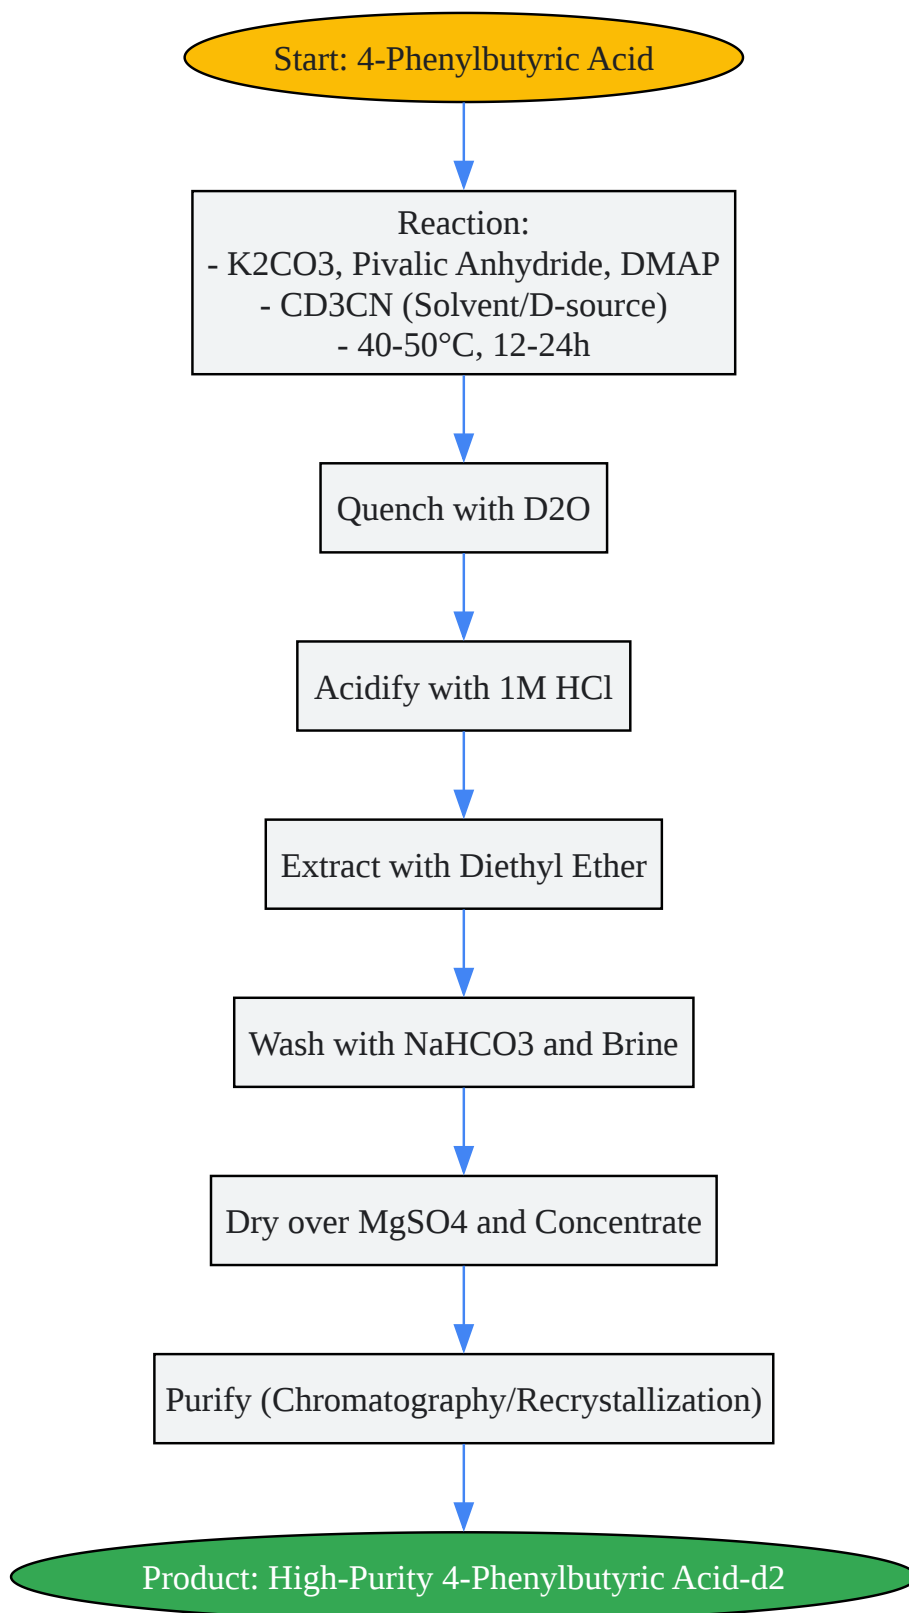 Start: 4-Phenylbutyric Acid
Reaction:
- K2CO3, Pivalic Anhydride, DMAP
- CD3CN (Solvent/D-source)
- 40-50°C, 12-24h
Quench with D2O
Acidify with 1M HCl
Extract with Diethyl Ether
Wash with NaHCO3 and Brine
Dry over MgSO4 and Concentrate
Purify (Chromatography/Recrystallization)
Product: High-Purity 4-Phenylbutyric Acid-d2